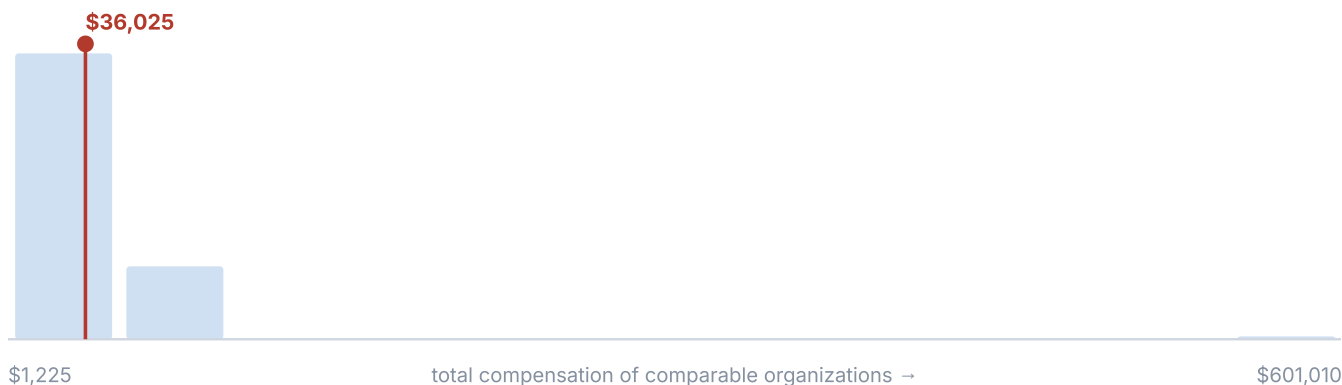 $36,025
$1,225 total compensation of comparable organizations → $601,010